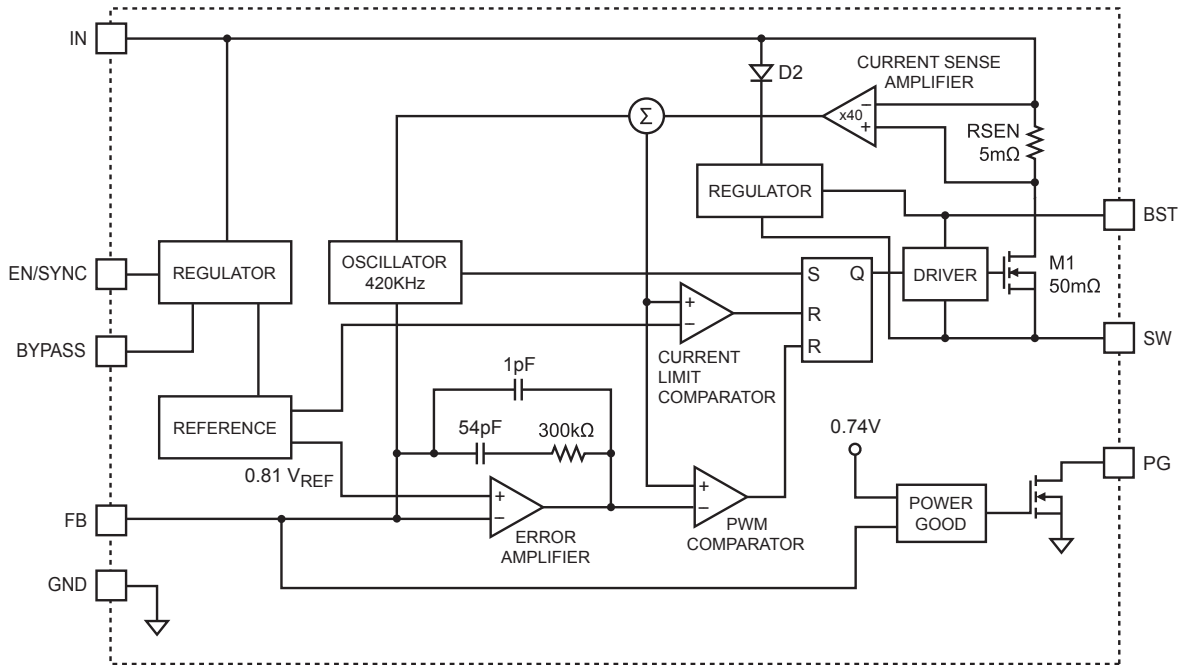 IN
D2
CURRENT SENSE
AMPLIFIER
Σ
x40
−
+
RSEN
5mΩ
REGULATOR
BST
EN/SYNC
REGULATOR
OSCILLATOR
420KHz
S
Q
DRIVER
M1
50mΩ
+
−
R
BYPASS
R
SW
CURRENT
LIMIT
COMPARATOR
1pF
REFERENCE
54pF
300kΩ
0.74V
0.81 VREF
PG
+
−
ERROR
AMPLIFIER
+
−
PWM
COMPARATOR
POWER
GOOD
FB
GND